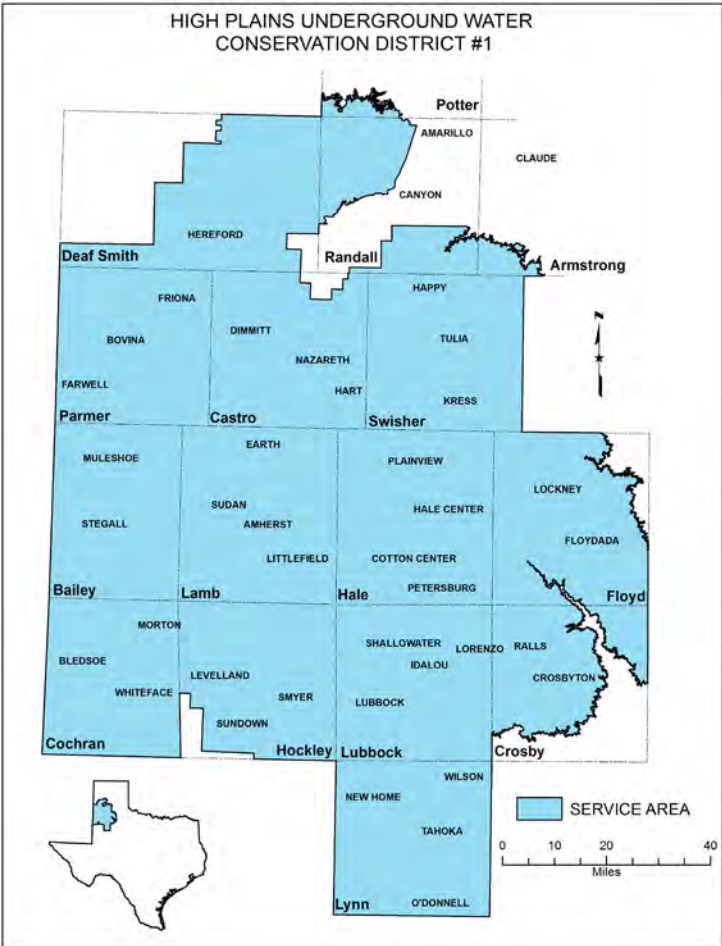 HIGH PLAINS UNDERGROUND WATER
CONSERVATION DISTRICT #1
Potter
AMARILLO
CLAUDE
CANYON
HEREFORD
Deaf Smith
Randall
Armstrong
HAPPY
FRIONA
DIMMITT
BOVINA
TULIA
NAZARETH
FARWELL
HART
KRESS
Parmer
Castro
Swisher
N
EARTH
MULESHOE
PLAINVIEW
LOCKNEY
SUDAN
HALE CENTER
STEGALL
AMHERST
FLOYDADA
LITTLEFIELD
COTTON CENTER
PETERSBURG
Bailey
Lamb
Hale
Floyd
MORTON
SHALLOWATER
LORENZO
RALLS
BLEDSOE
IDALOU
LEVELLAND
CROSBYTON
WHITEFACE
SMYER
LUBBOCK
SUNDOWN
Cochran
Hockley
Lubbock
Crosby
WILSON
NEW HOME
SERVICE AREA
TAHOKA
0 10 20 40
Miles
Lynn
O'DONNELL